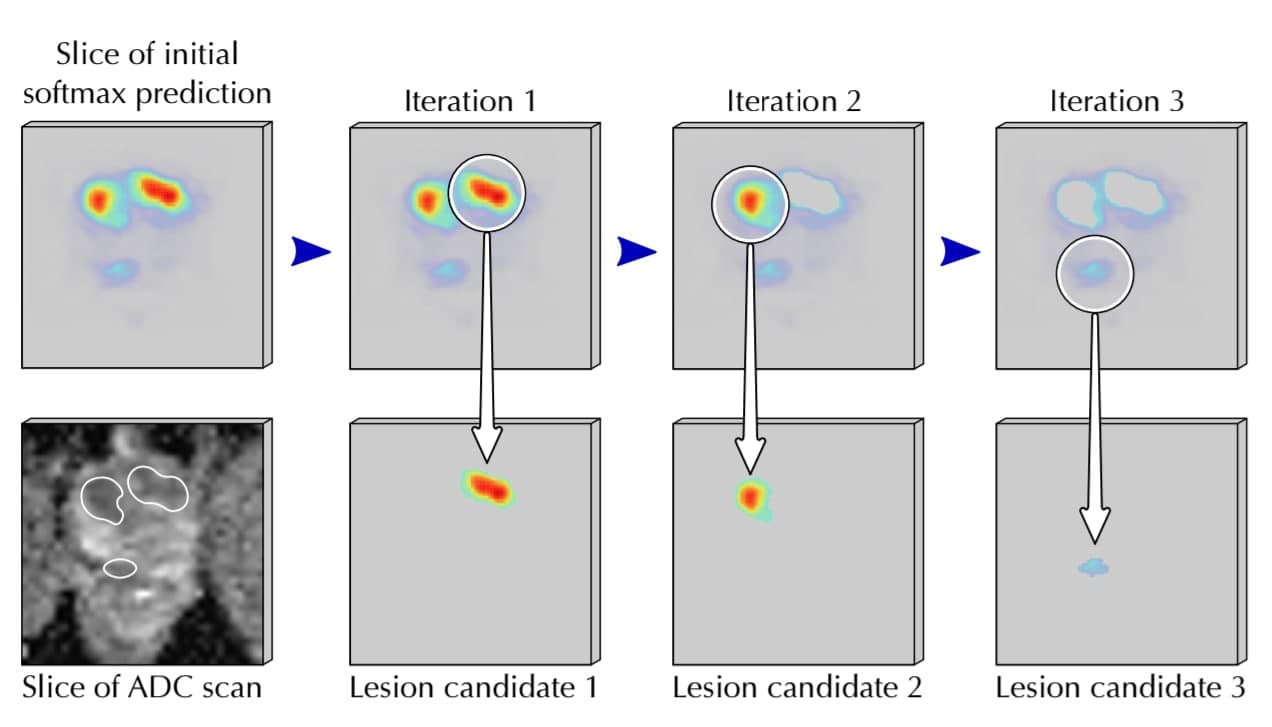 Slice of initial
softmax prediction
Iteration 1
Iteration 2
Iteration 3
Slice of ADC scan
Lesion candidate 1
Lesion candidate 2
Lesion candidate 3